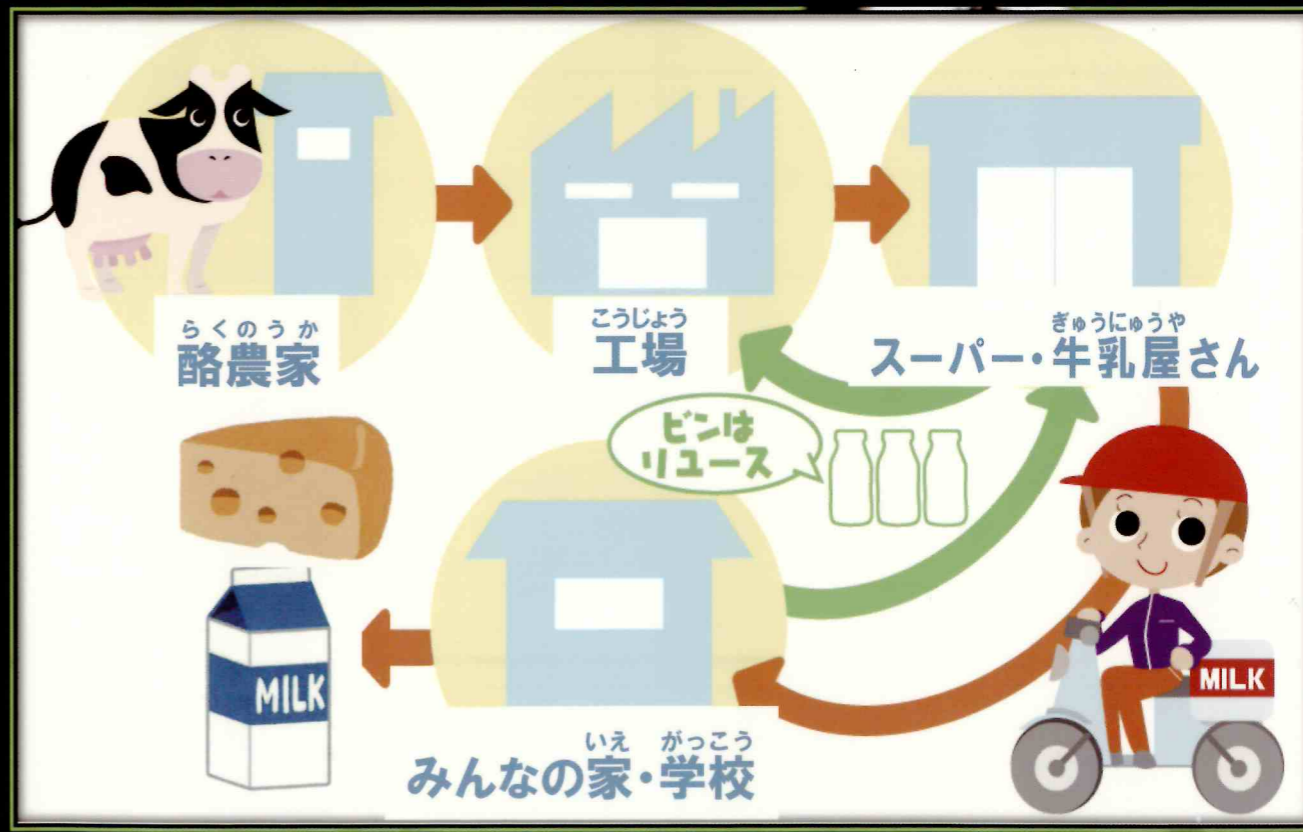 らくのうか
酪農家
こうじょう
工場
ぎゅうにゅうや
スーパー・牛乳屋さん
ビンは
リユース
MILK
MILK
いえ がっこう
みんなの家・学校